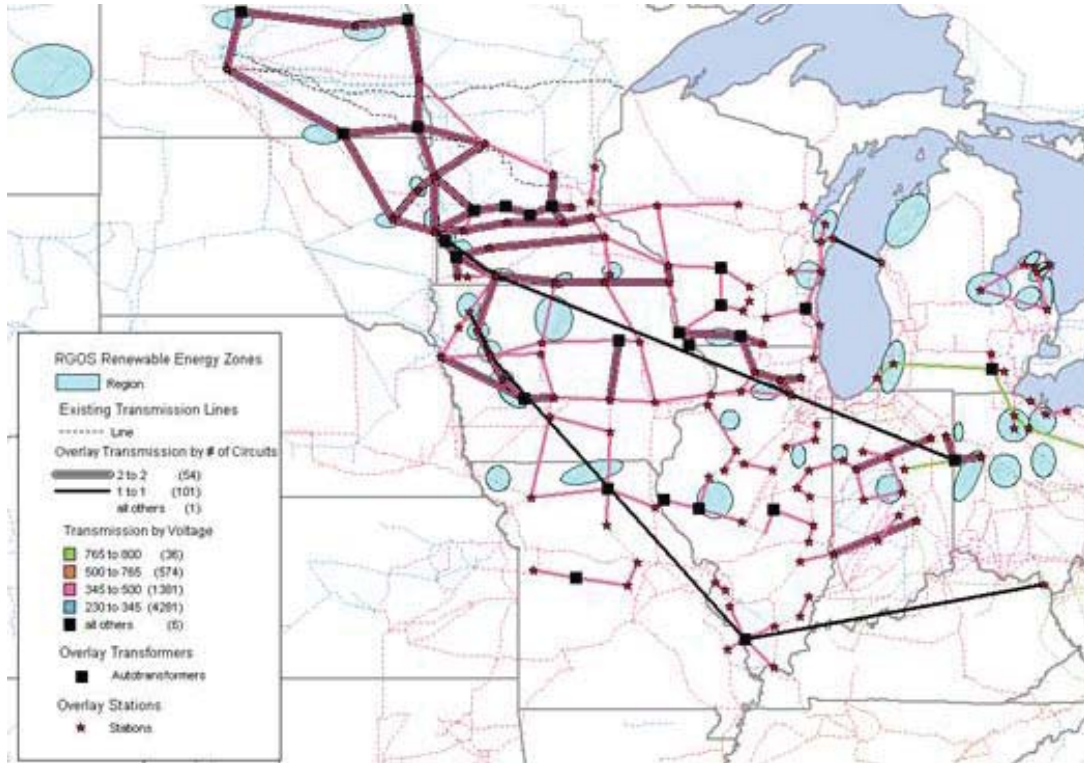 RGOS Renewable Energy Zones
Region
Existing Transmission Lines
Line
Overlay Transmission by # of Circuits
2 to 2 (54)
1 to 1 (101)
all others (1)
Transmission by Voltage
765 to 800 (36)
500 to 765 (574)
345 to 500 (1381)
230 to 345 (4281)
all others (6)
Overlay Transformers
Autotransformers
Overlay Stations
Stations